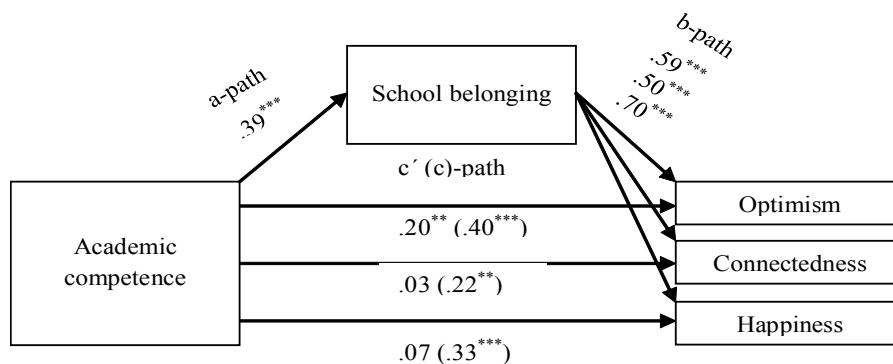 b-path
.59***
.50***
.70***
a-path
.39***
School belonging
c´ (c)-path
Academic
competence
.20** (.40***)
.03 (.22**)
.07 (.33***)
Optimism
Connectedness
Happiness